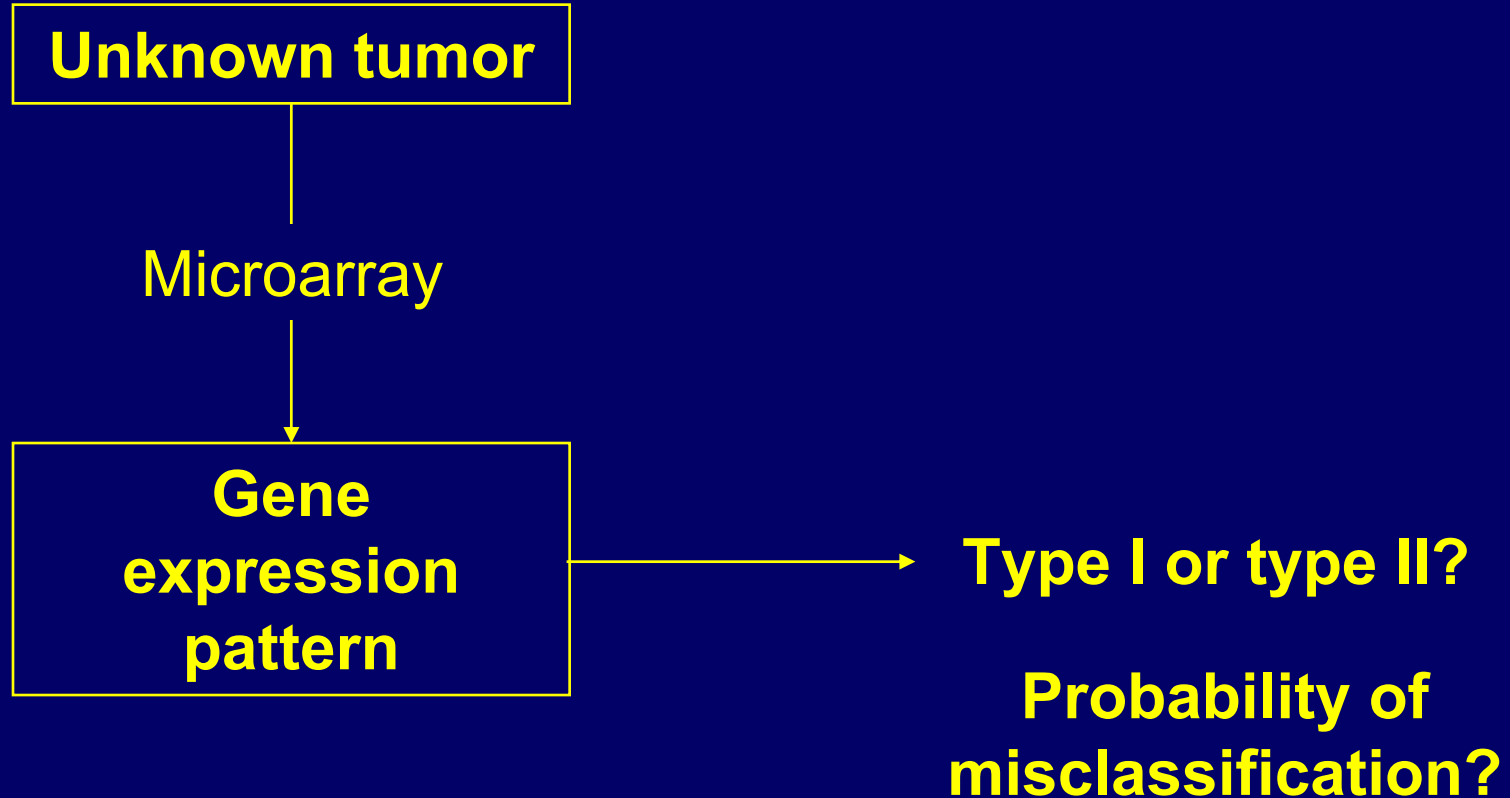 Unknown tumor
Microarray
Gene
expression
pattern
Type I or type II?
Probability of
misclassification?